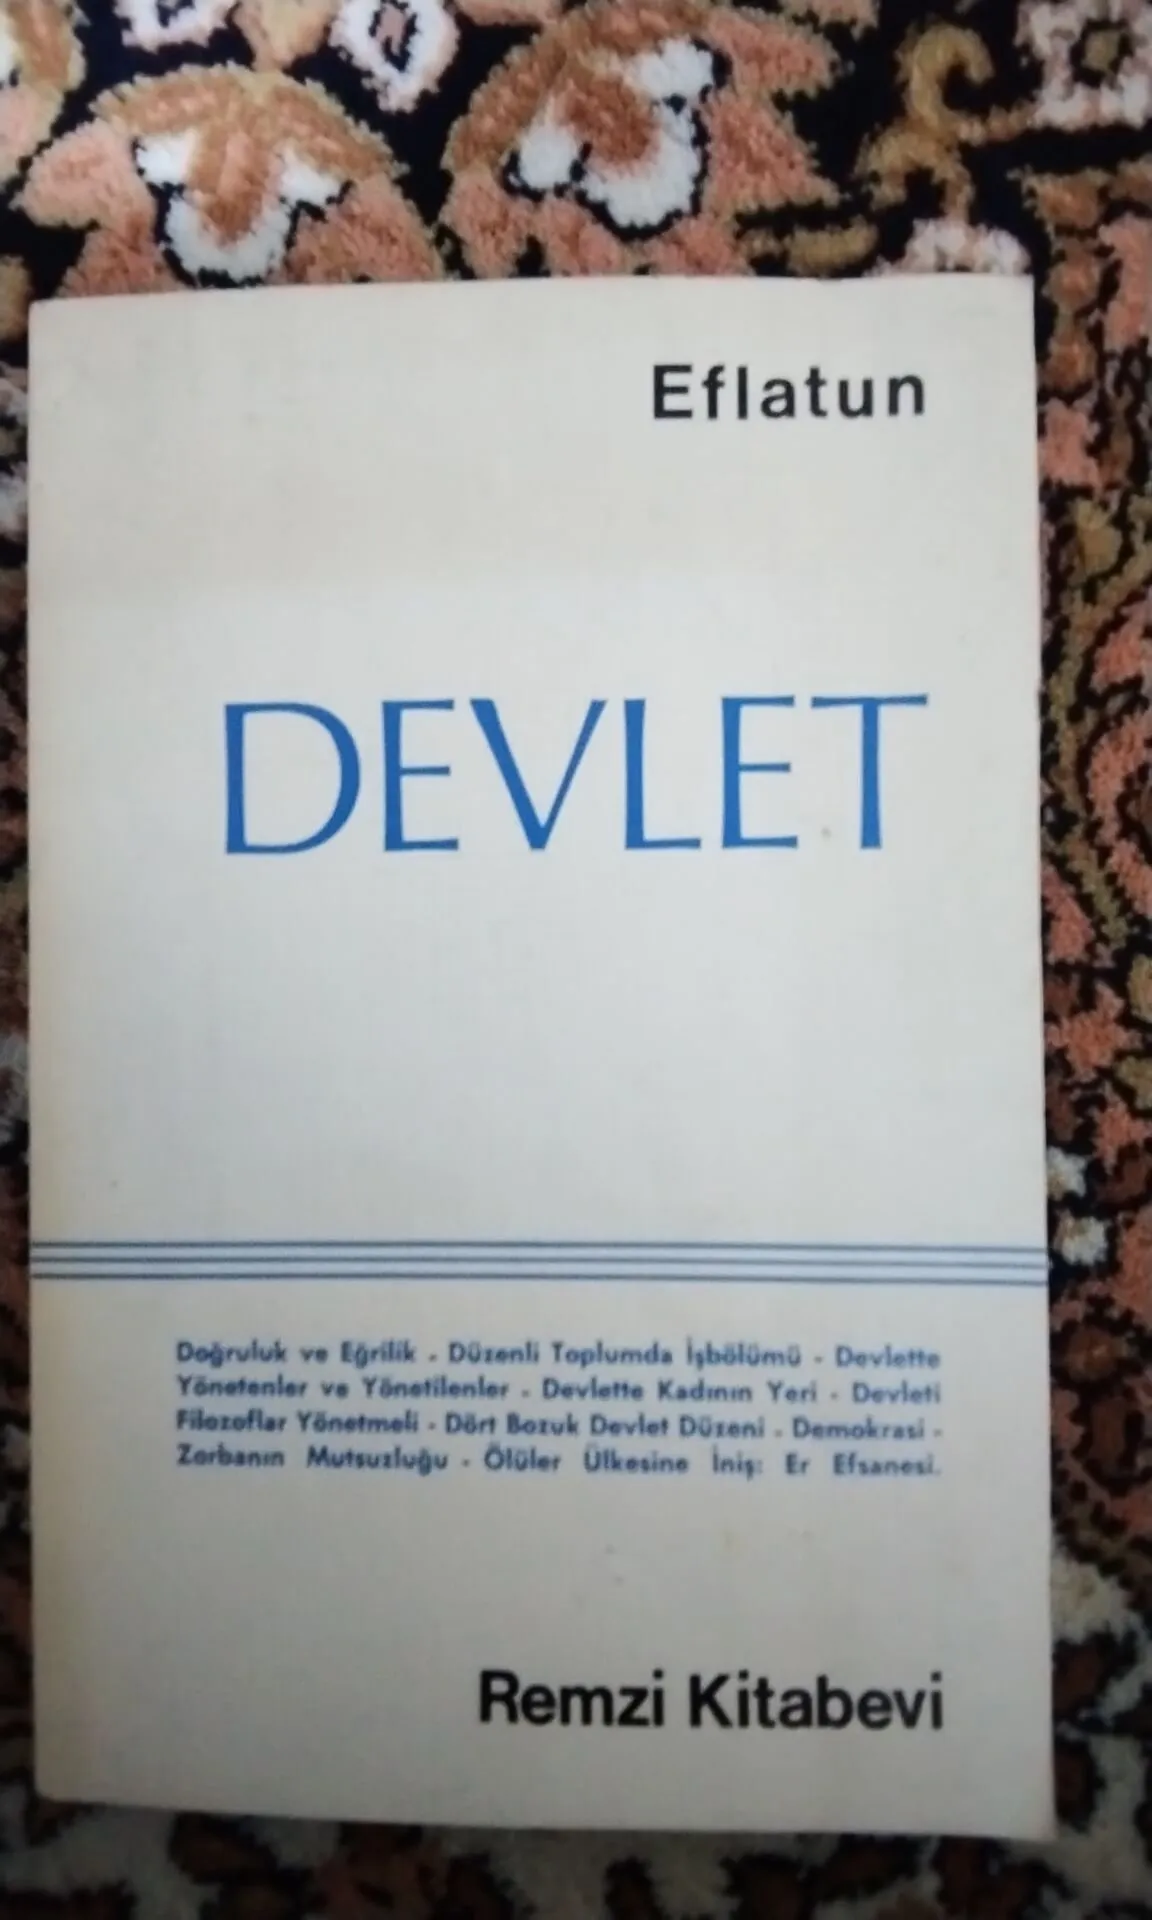 Eflatun
DEVLET
Doğruluk ve Eğrilik - Düzenli Toplumda İşbölümü - Devlette
Yönetenler ve Yönetilenler - Devlette Kadının Yeri - Devleti
Filozoflar Yönetmeli - Dört Bozuk Devlet Düzeni - Demokrasi -
Zorbanın Mutsuzluğu - Ölüler Ülkesine İniş: Er Efsanesi.
Remzi Kitabevi